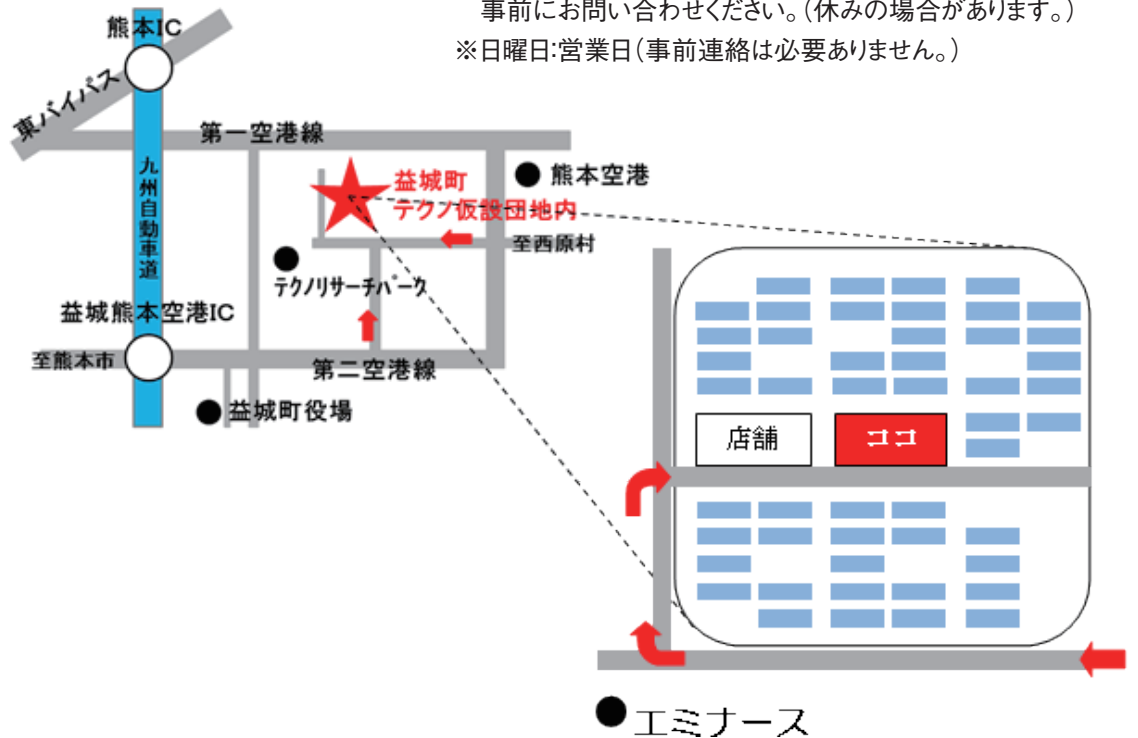 事前にお問い合わせください。(休みの場合があります。)
※日曜日:営業日(事前連絡は必要ありません。)
熊本IC
東バイパス
第一空港線
九州自動車道
益城町
テクノ仮設団地内
熊本空港
至西原村
テクノリサーチパーク
益城熊本空港IC
至熊本市
第二空港線
益城町役場
店舗
ココ
エミナース